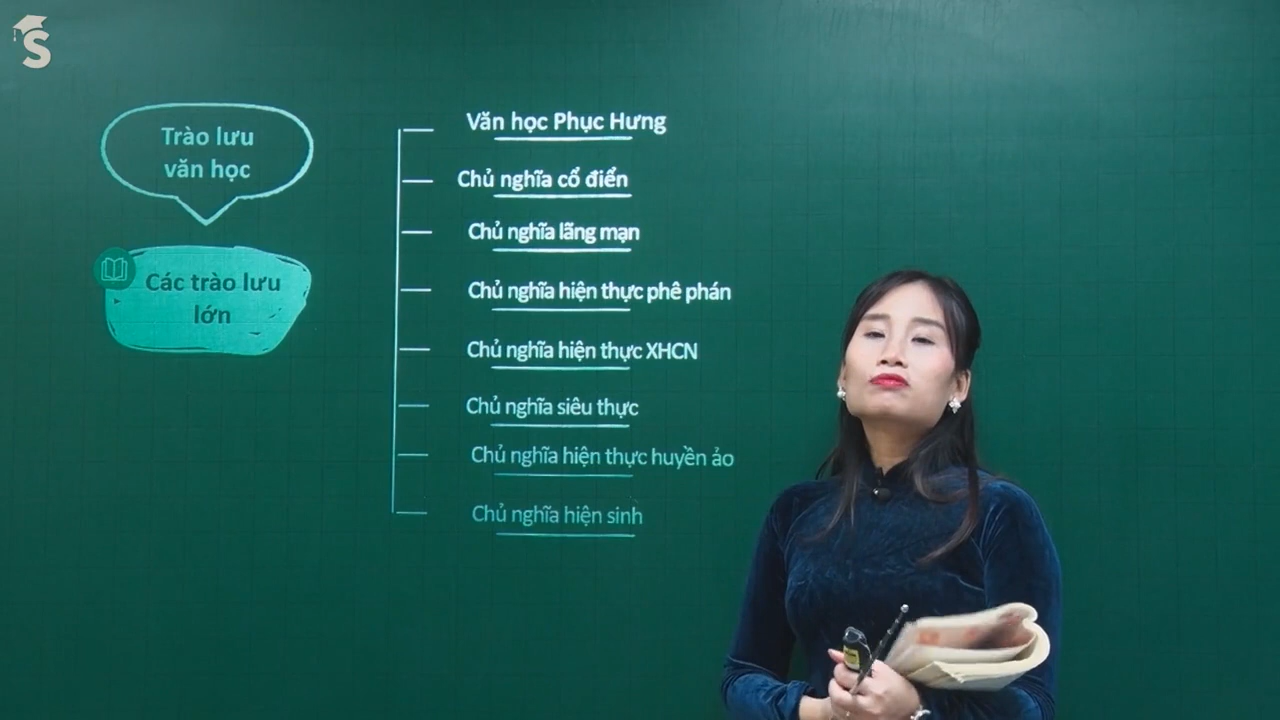 S
Trào lưu
văn học
Các trào lưu
lớn
Văn học Phục Hưng
Chủ nghĩa cổ điển
Chủ nghĩa lãng mạn
Chủ nghĩa hiện thực phê phán
Chủ nghĩa hiện thực XHCN
Chủ nghĩa siêu thực
Chủ nghĩa hiện thực huyền ảo
Chủ nghĩa hiện sinh